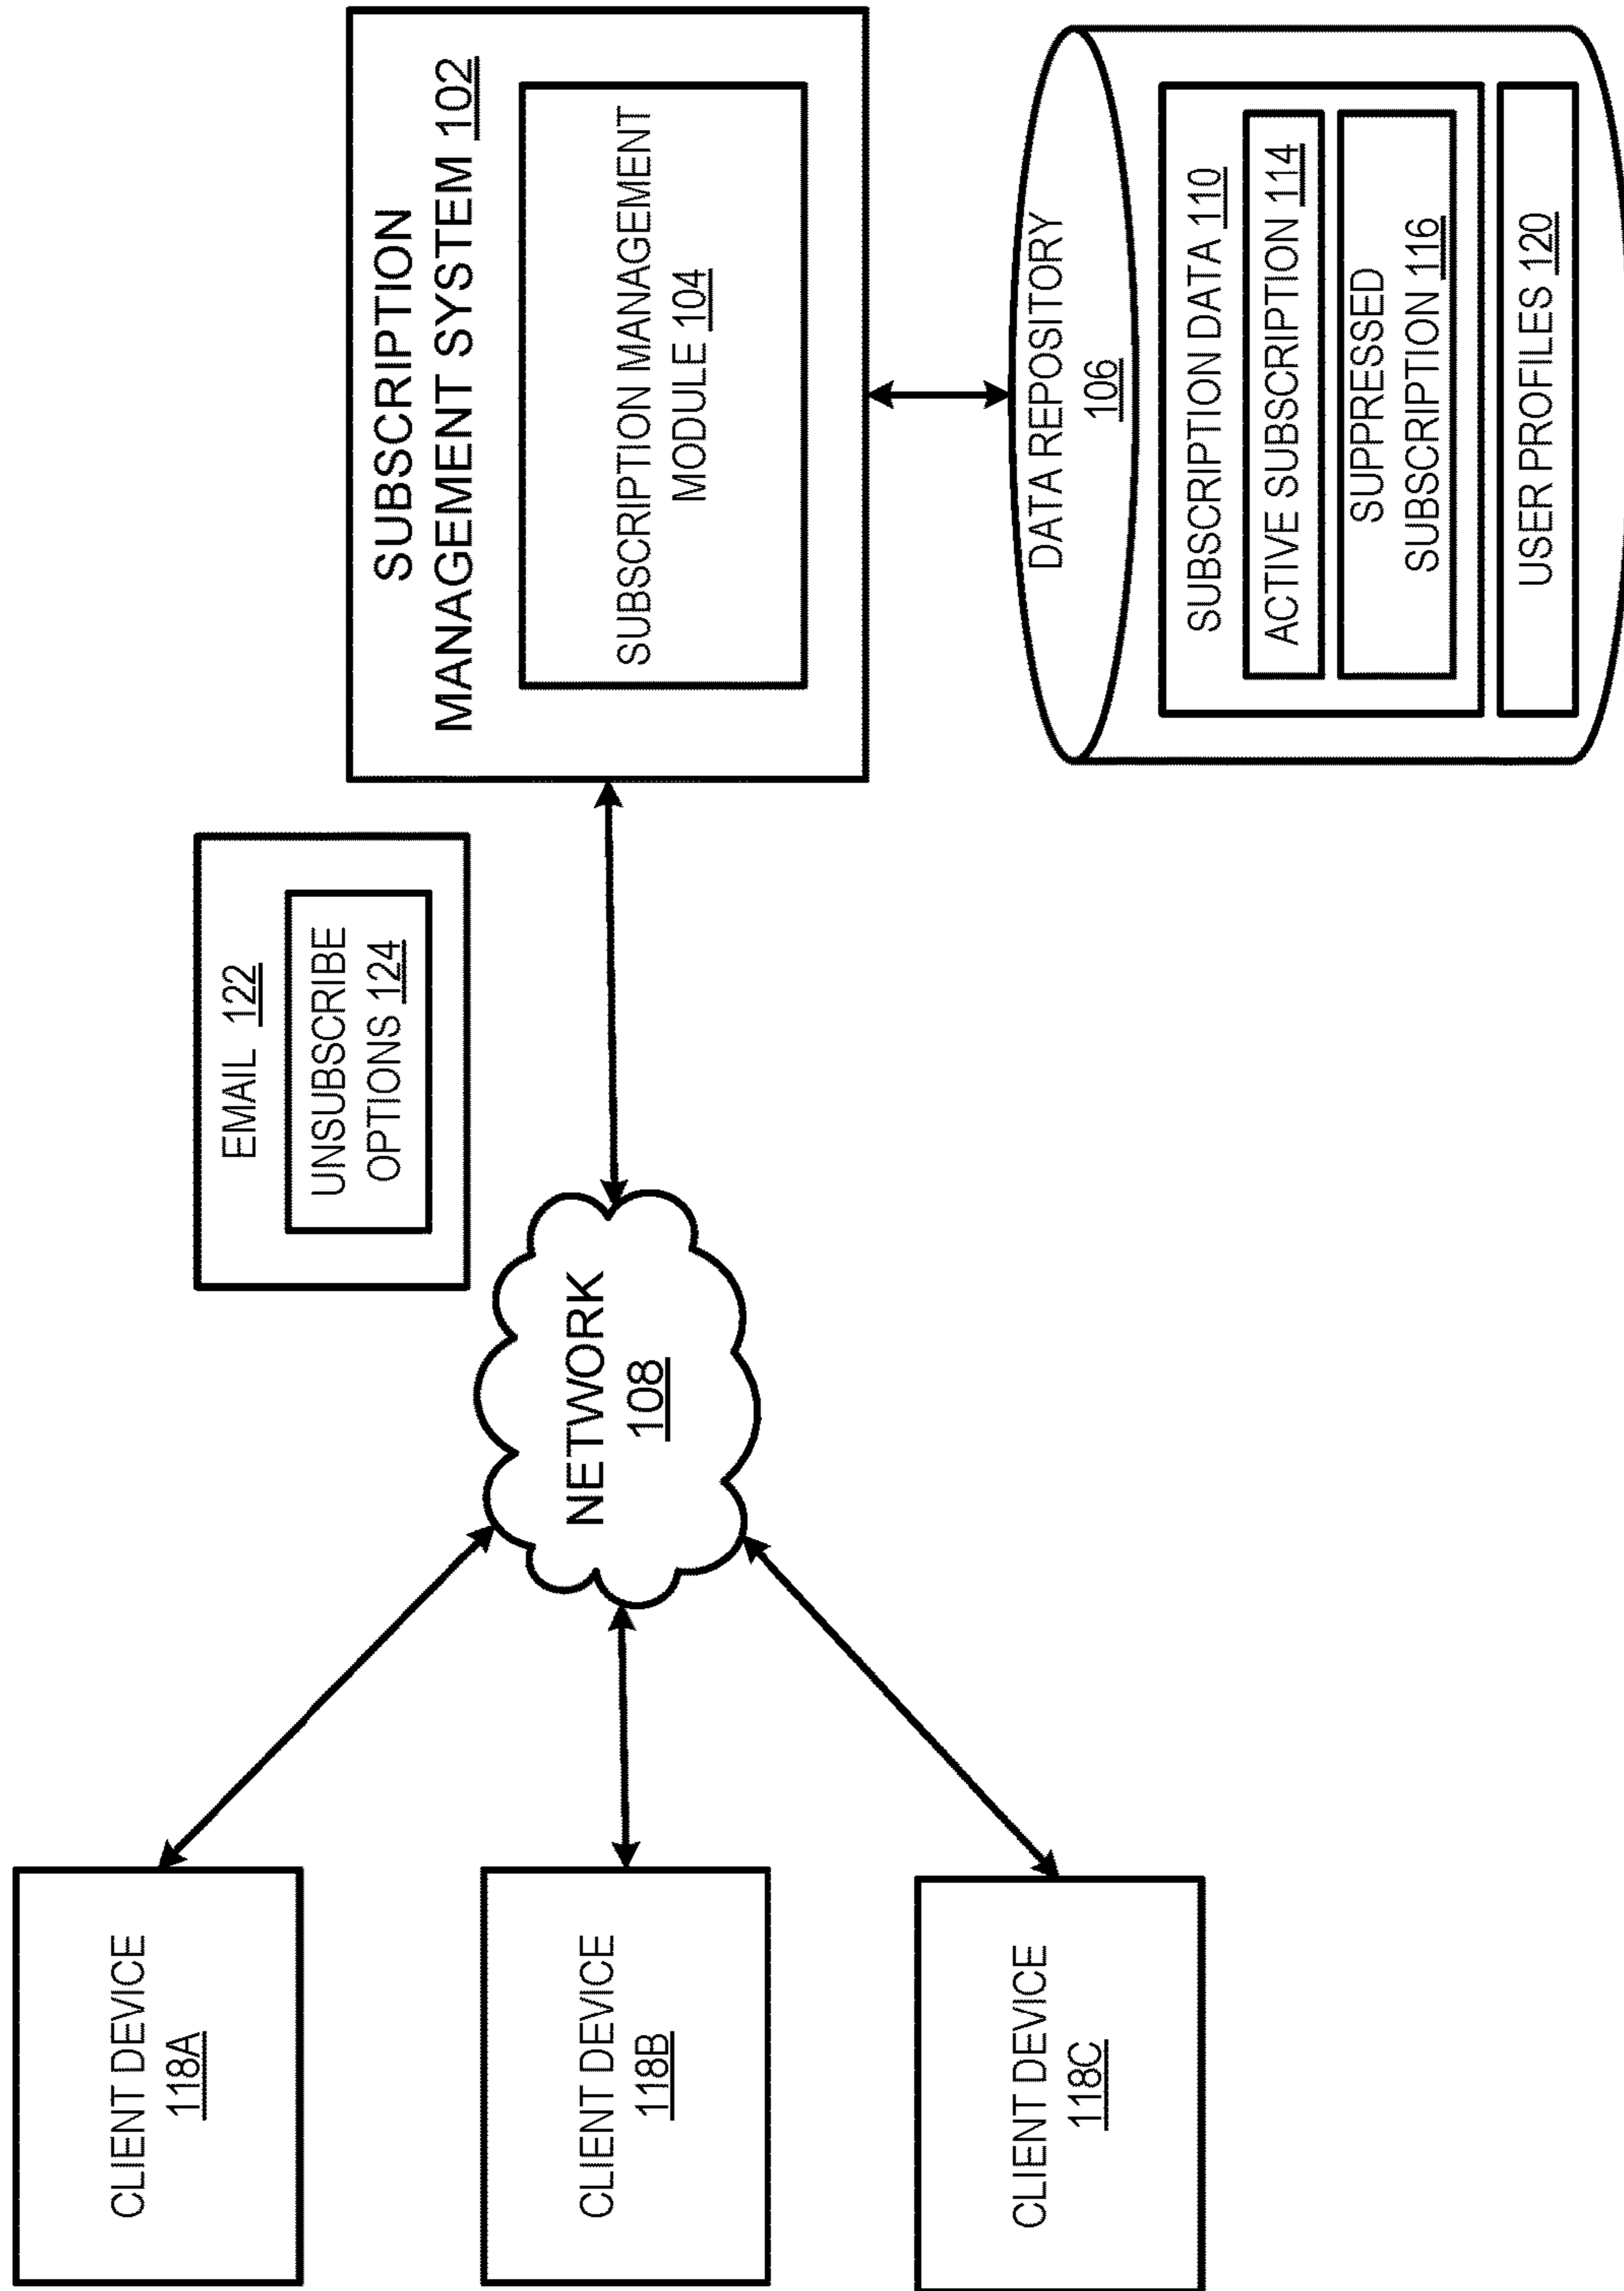 CLIENT DEVICE
118A
CLIENT DEVICE
118B
CLIENT DEVICE
118C
NETWORK
108
EMAIL 122
UNSUBSCRIBE
OPTIONS 124
SUBSCRIPTION
MANAGEMENT SYSTEM 102
SUBSCRIPTION MANAGEMENT
MODULE 104
DATA REPOSITORY
106
SUBSCRIPTION DATA 110
ACTIVE SUBSCRIPTION 114
SUPPRESSED
SUBSCRIPTION 116
USER PROFILES 120